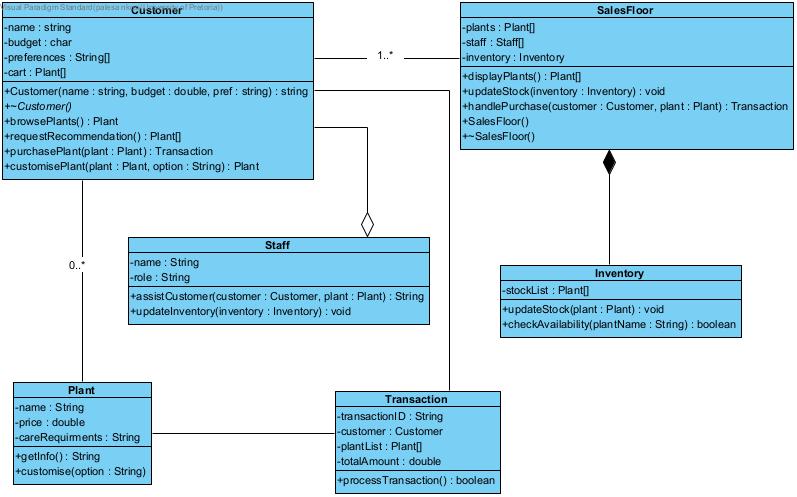 Visual Paradigm Standard(palesa nkosi(University of Pretoria))
Customer
-name : string
-budget : char
-preferences : String[]
-cart : Plant[]
+Customer(name : string, budget : double, pref : string) : string
+~Customer()
+browsePlants() : Plant
+requestRecommendation() : Plant[]
+purchasePlant(plant : Plant) : Transaction
+customisePlant(plant : Plant, option : String) : Plant
1..*
SalesFloor
-plants : Plant[]
-staff : Staff[]
-inventory : Inventory
+displayPlants() : Plant[]
+updateStock(inventory : Inventory) : void
+handlePurchase(customer : Customer, plant : Plant) : Transaction
+SalesFloor()
+~SalesFloor()
0..*
Staff
-name : String
-role : String
+assistCustomer(customer : Customer, plant : Plant) : String
+updateInventory(inventory : Inventory) : void
Inventory
-stockList : Plant[]
+updateStock(plant : Plant) : void
+checkAvailability(plantName : String) : boolean
Plant
-name : String
-price : double
-careRequirments : String
+getInfo() : String
+customise(option : String)
Transaction
-transactionID : String
-customer : Customer
-plantList : Plant[]
-totalAmount : double
+processTransaction() : boolean